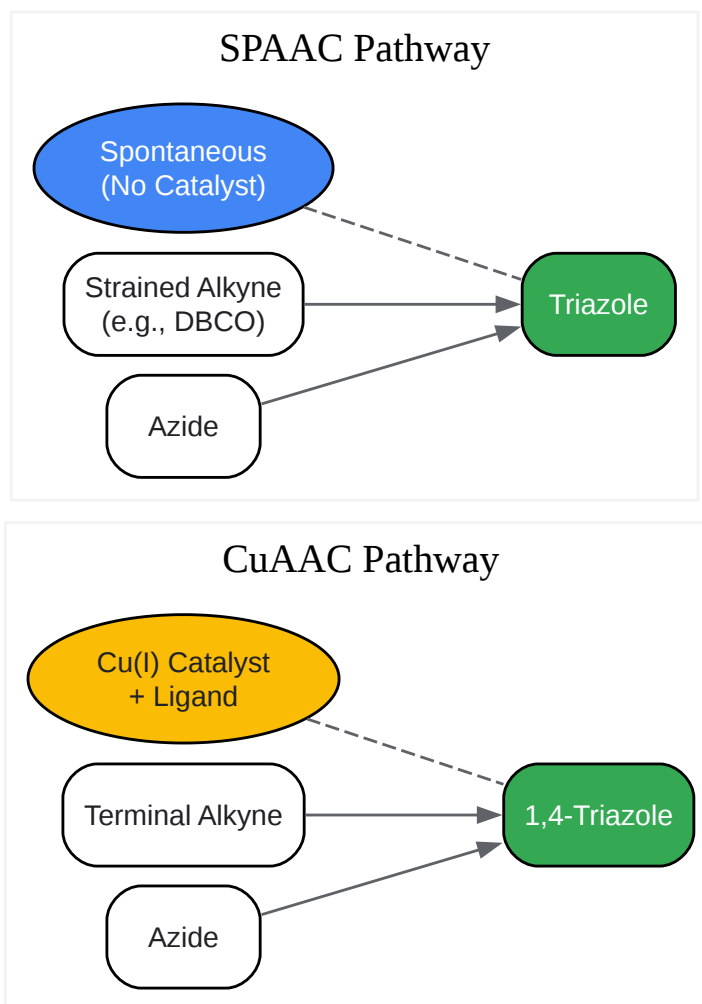 SPAAC Pathway
Spontaneous
(No Catalyst)
Strained Alkyne
(e.g., DBCO)
Triazole
Azide
CuAAC Pathway
Cu(I) Catalyst
+ Ligand
Terminal Alkyne
1,4-Triazole
Azide